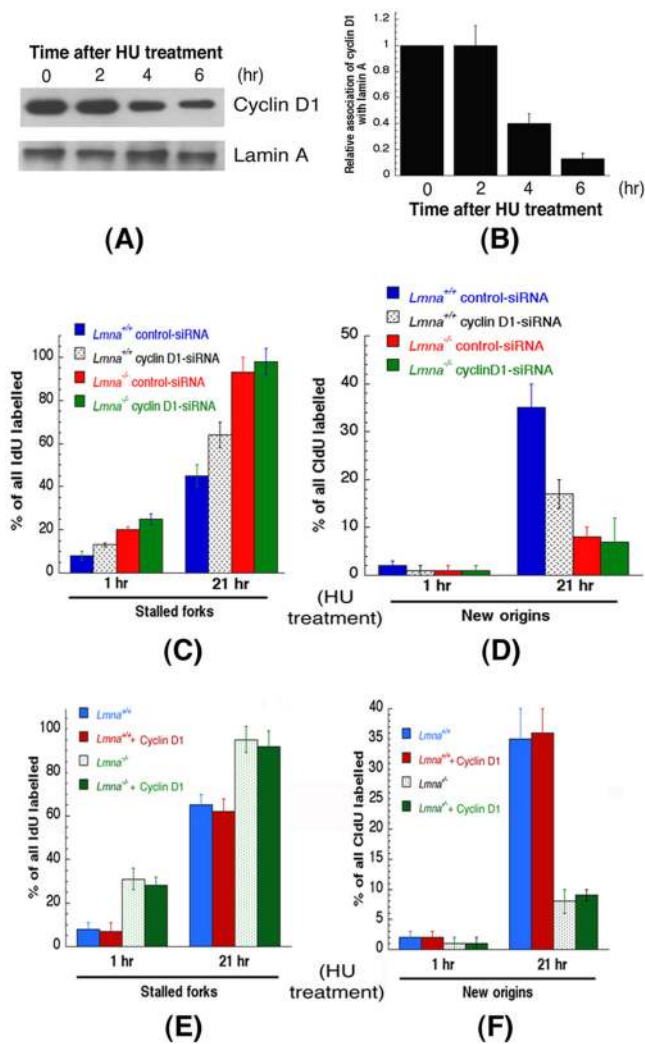 Time after HU treatment
0 2 4 6 (hr)
Cyclin D1
Lamin A
(A)
Relative association of cyclin D1
with lamin A
1.2
1
0.8
0.6
0.4
0.2
0
0 2 4 6 (hr)
Time after HU treatment
(B)
Lmna+/+ control-siRNA
Lmna+/+ cyclin D1-siRNA
Lmna-/- control-siRNA
Lmna-/- cyclin D1-siRNA
% of all IdU labelled
100
80
60
40
20
0
1 hr 21 hr
Stalled forks
(C)
Lmna+/+ control-siRNA
Lmna+/+ cyclin D1-siRNA
Lmna-/- control-siRNA
Lmna-/- cyclinD1-siRNA
% of all CldU labelled
50
40
30
20
10
0
1 hr 21 hr
New origins
(D)
(HU
treatment)
Lmna+/+
Lmna+/+ + Cyclin D1
Lmna-/-
Lmna-/- + Cyclin D1
% of all IdU labelled
100
80
60
40
20
0
1 hr 21 hr
Stalled forks
(E)
Lmna+/+
Lmna+/+ + Cyclin D1
Lmna-/-
Lmna-/- + Cyclin D1
% of all CldU labelled
40
35
30
25
20
15
10
5
0
1 hr 21 hr
New origins
(F)
(HU
treatment)